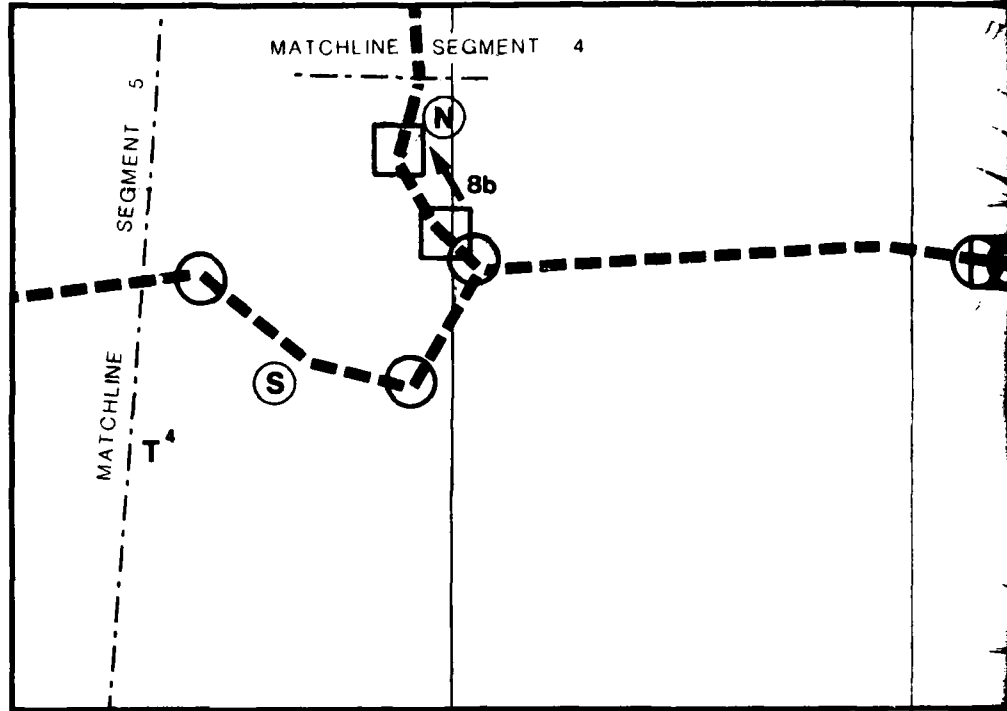 MATCHLINE SEGMENT 4
N
8b
MATCHLINE SEGMENT 5
S
T⁴